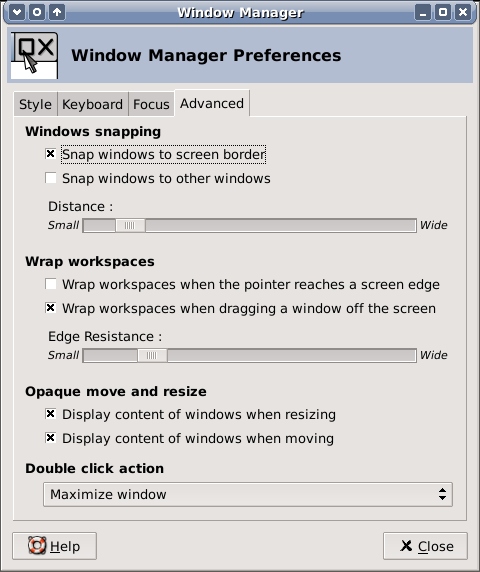 Window Manager
Window Manager Preferences
Style Keyboard Focus Advanced
Windows snapping
Snap windows to screen border
Snap windows to other windows
Distance :
Small Wide
Wrap workspaces
Wrap workspaces when the pointer reaches a screen edge
Wrap workspaces when dragging a window off the screen
Edge Resistance :
Small Wide
Opaque move and resize
Display content of windows when resizing
Display content of windows when moving
Double click action
Maximize window
Help Close